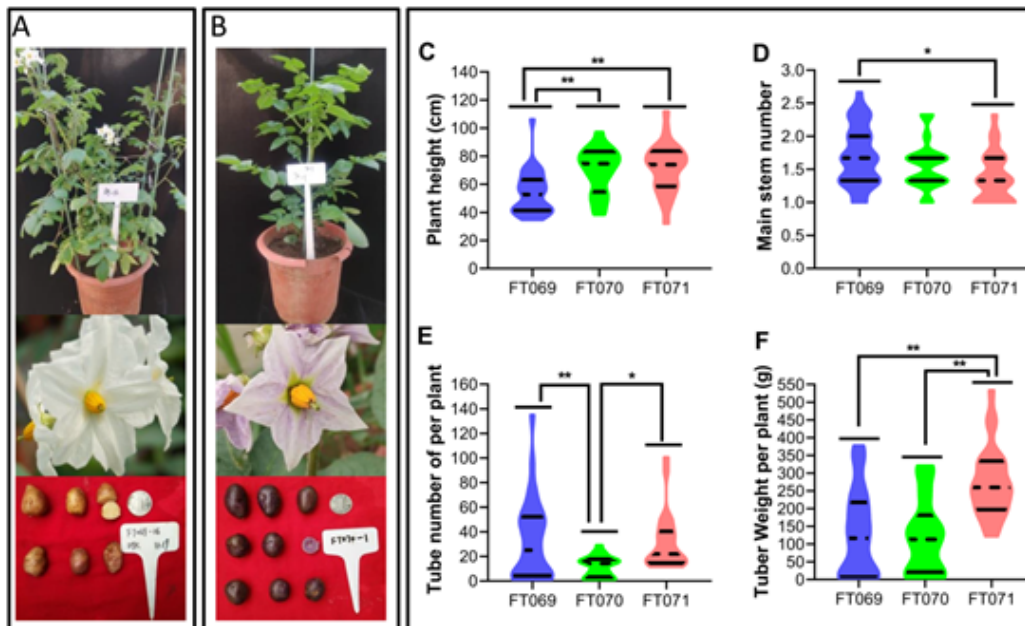 A
B
C
Plant height (cm)
140
120
100
80
60
40
20
0
**
**
FT069
FT070
FT071
D
Main stem number
3.0
2.5
2.0
1.5
1.0
0.5
0.0
*
FT069
FT070
FT071
E
Tube number of per plant
160
140
120
100
80
60
40
20
0
**
*
FT069
FT070
FT071
F
Tuber Weight per plant (g)
550
500
450
400
350
300
250
200
150
100
50
0
**
**
FT069
FT070
FT071
FT070-1